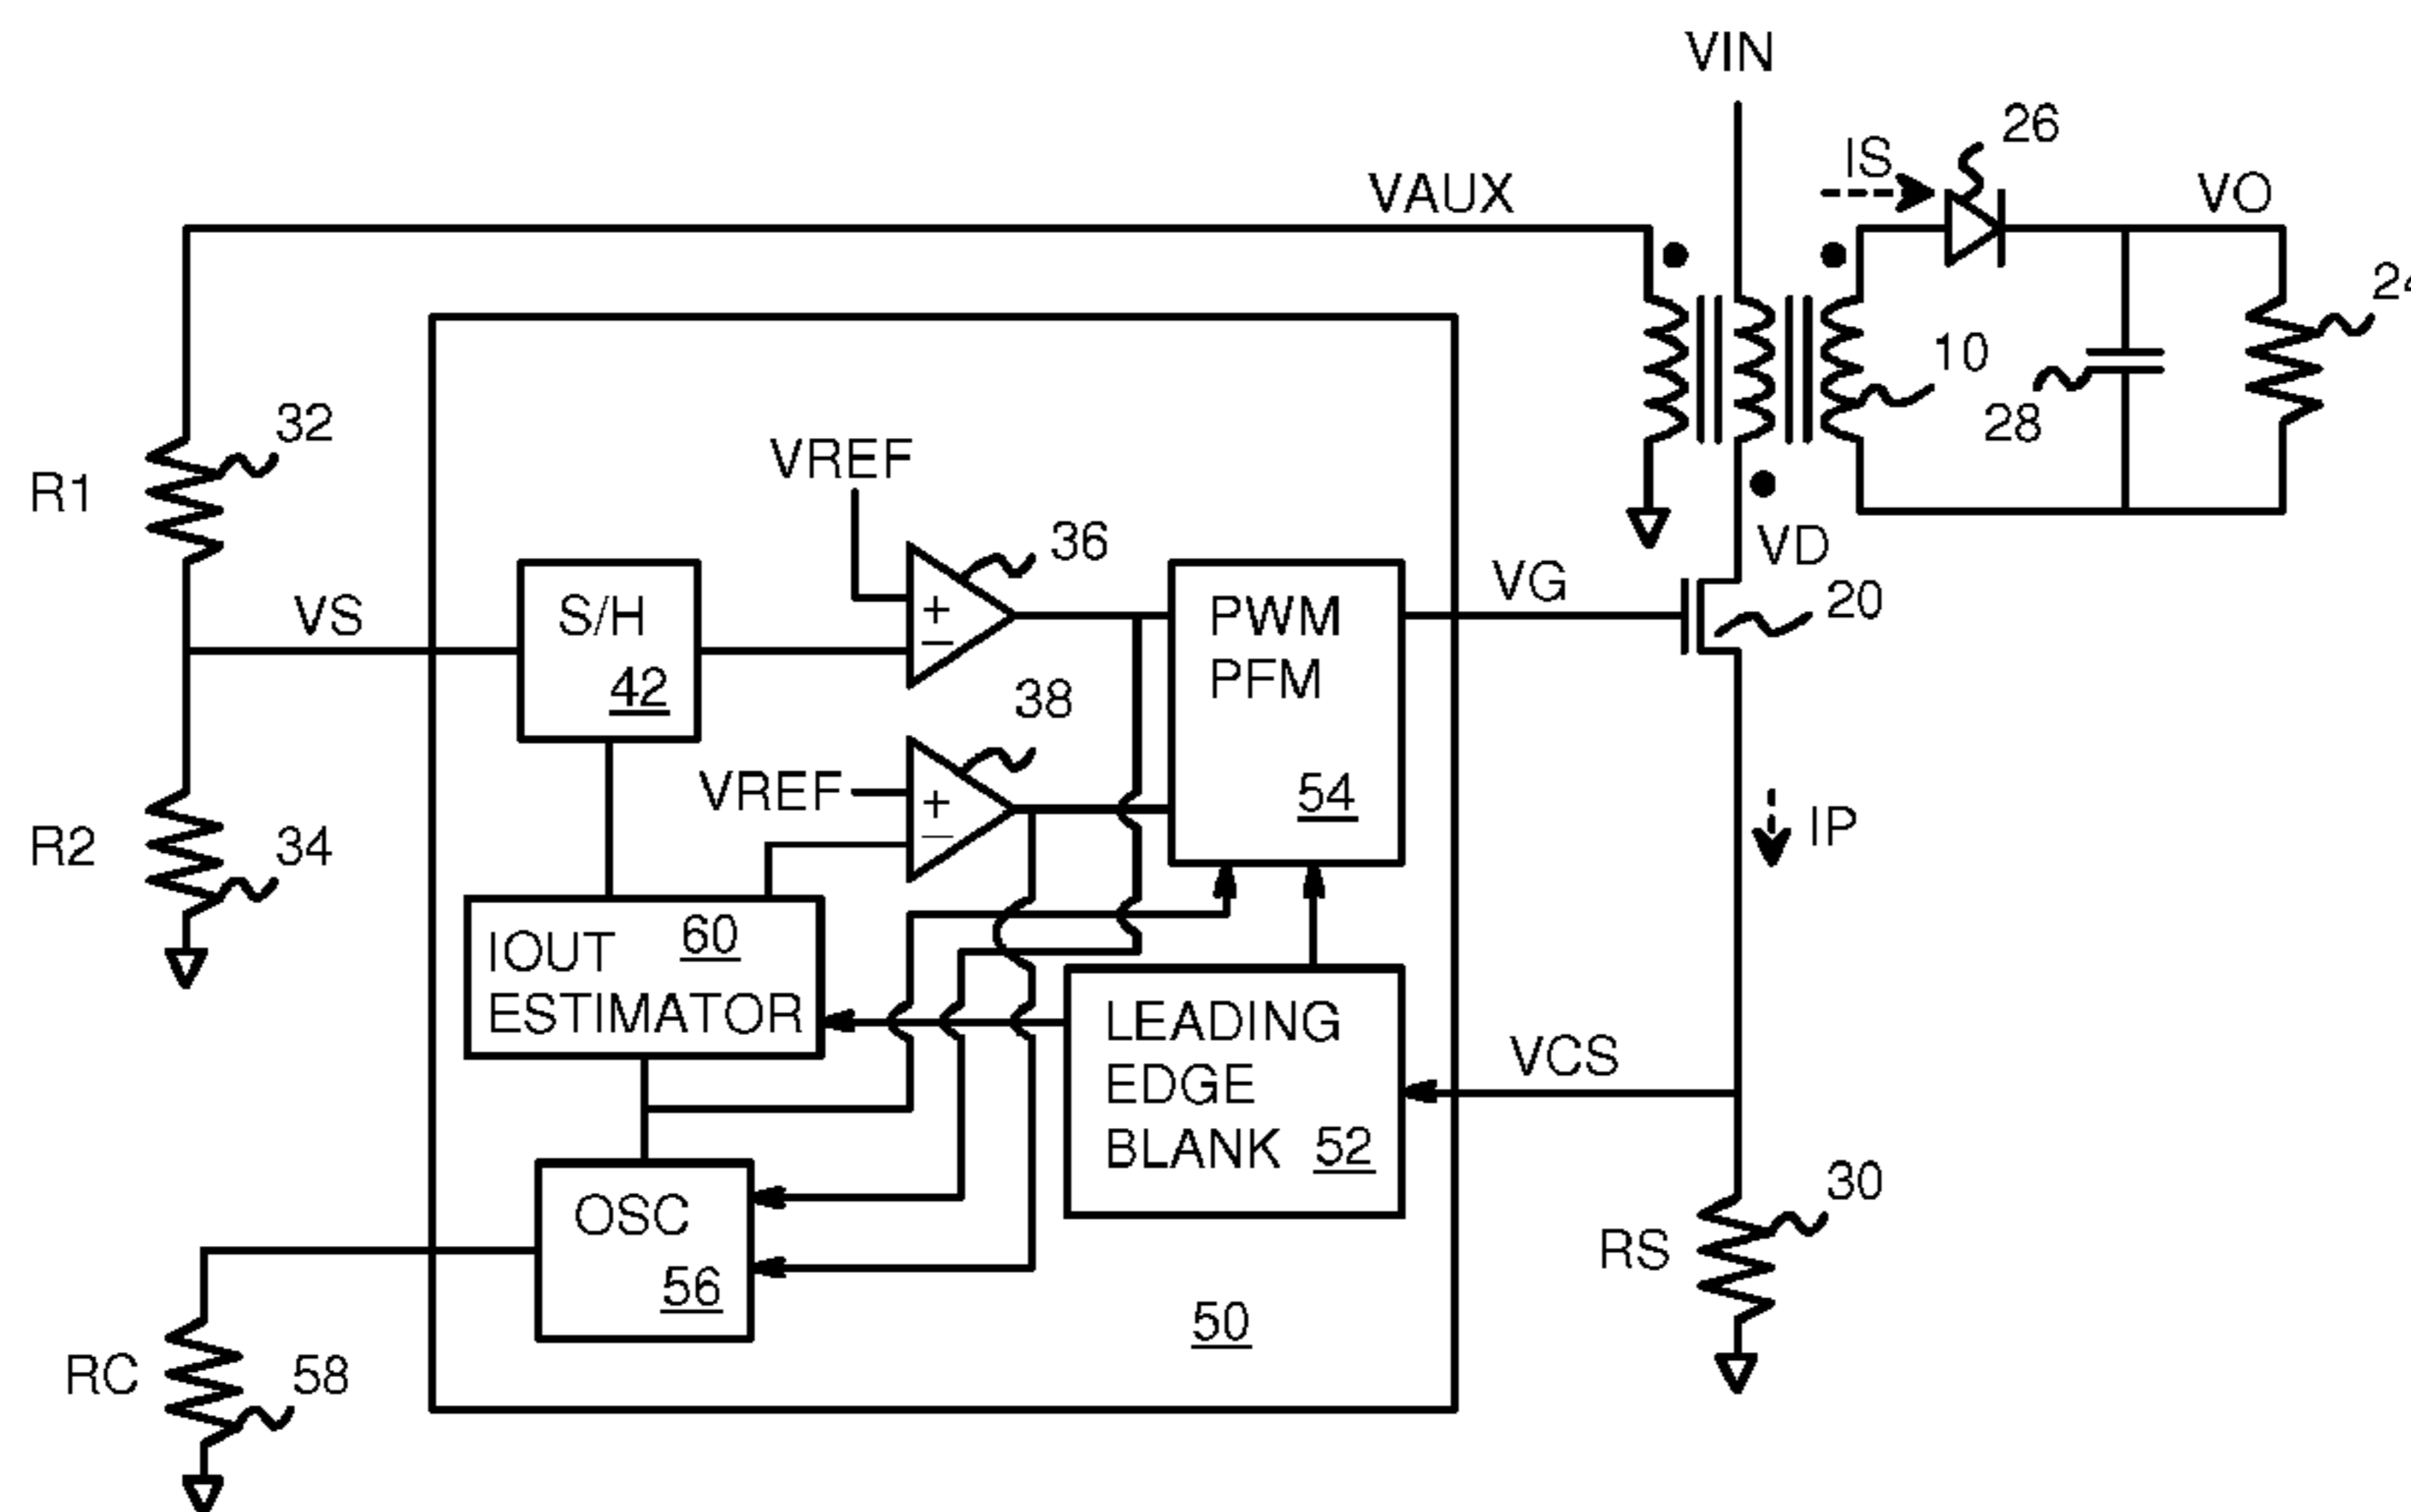 VIN
26
IS
VAUX
VO
24
10
32
28
VREF
R1
36
VD
S/H
PWM
VG
20
VS
PFM
42
38
VREF
54
IP
R2
34
60
IOUT
ESTIMATOR
LEADING
EDGE
BLANK 52
VCS
30
OSC
RS
56
50
RC
58
+
−
+
−